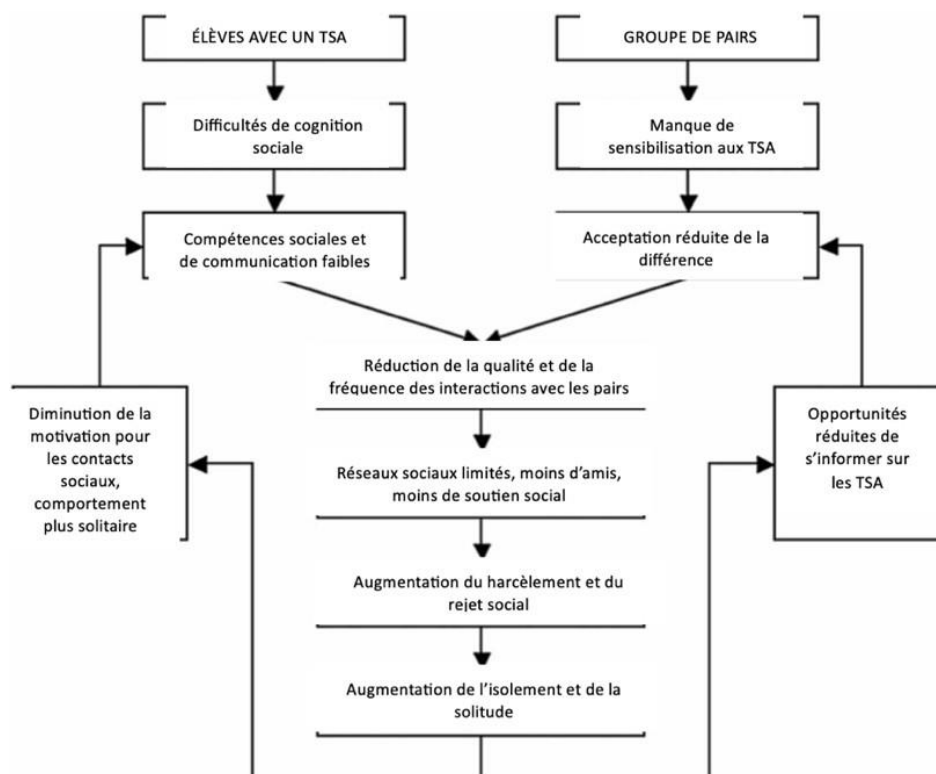 ÉLÈVES AVEC UN TSA
GROUPE DE PAIRS
Difficultés de cognition
sociale
Manque de
sensibilisation aux TSA
Compétences sociales et
de communication faibles
Acceptation réduite de la
différence
Réduction de la qualité et de la
fréquence des interactions avec les pairs
Diminution de la
motivation pour
les contacts
sociaux,
comportement
plus solitaire
Opportunités
réduites de
s’informer sur
les TSA
Réseaux sociaux limités, moins d’amis,
moins de soutien social
Augmentation du harcèlement et du
rejet social
Augmentation de l’isolement et de la
solitude